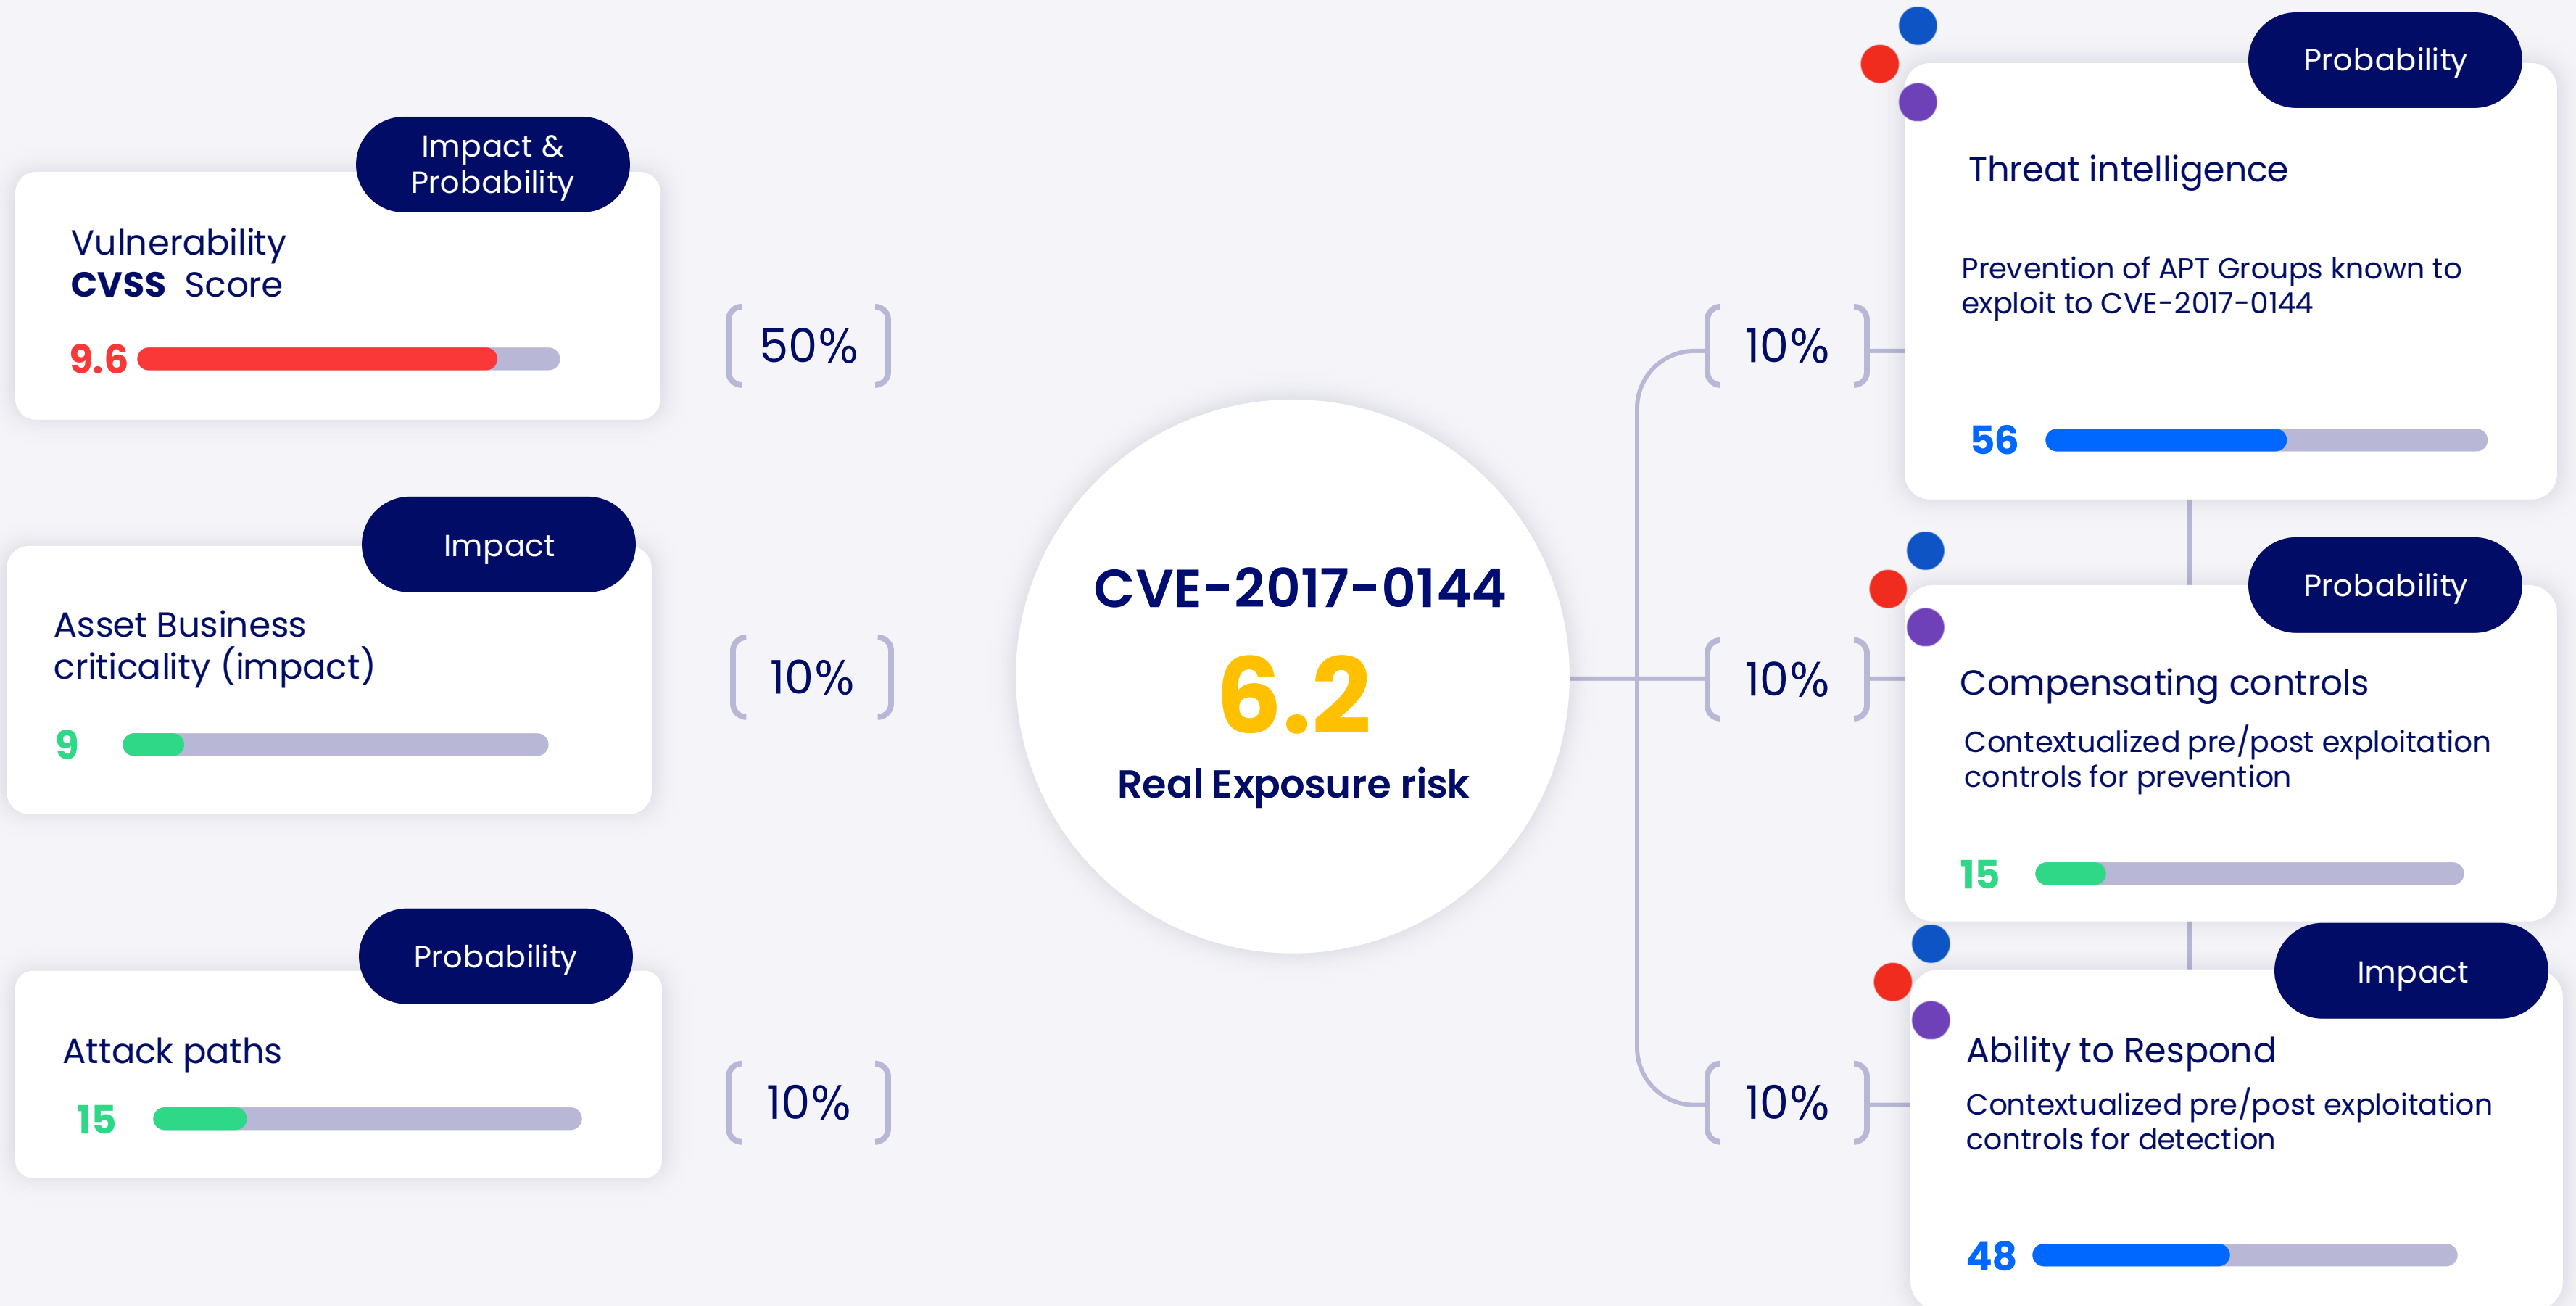 Impact &
Probability
Vulnerability
CVSS Score
9.6
50%
Impact
Asset Business
criticality (impact)
9
10%
Probability
Attack paths
15
10%
CVE-2017-0144
6.2
Real Exposure risk
Probability
Threat intelligence
Prevention of APT Groups known to
exploit to CVE-2017-0144
56
10%
Probability
Compensating controls
Contextualized pre/post exploitation
controls for prevention
15
10%
Impact
Ability to Respond
Contextualized pre/post exploitation
controls for detection
48
10%